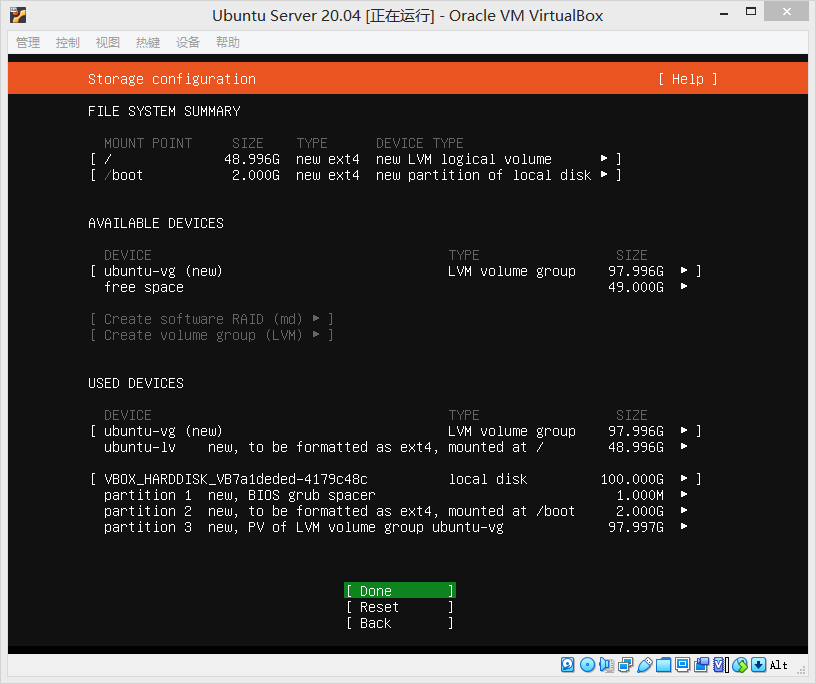 Ubuntu Server 20.04 [正在运行] - Oracle VM VirtualBox
管理 控制 视图 热键 设备 帮助
Storage configuration [ Help ]
FILE SYSTEM SUMMARY
MOUNT POINT SIZE TYPE DEVICE TYPE
[ / 48.996G new ext4 new LVM logical volume ▸ ]
[ /boot 2.000G new ext4 new partition of local disk ▸ ]
AVAILABLE DEVICES
DEVICE TYPE SIZE
[ ubuntu-vg (new) LVM volume group 97.996G ▸ ]
free space 49.000G ▸
[ Create software RAID (md) ▸ ]
[ Create volume group (LVM) ▸ ]
USED DEVICES
DEVICE TYPE SIZE
[ ubuntu-vg (new) LVM volume group 97.996G ▸ ]
ubuntu-lv new, to be formatted as ext4, mounted at / 48.996G ▸
[ VBOX_HARDDISK_VB7a1deded-4179c48c local disk 100.000G ▸ ]
partition 1 new, BIOS grub spacer 1.000M ▸
partition 2 new, to be formatted as ext4, mounted at /boot 2.000G ▸
partition 3 new, PV of LVM volume group ubuntu-vg 97.997G ▸
[ Done ]
[ Reset ]
[ Back ]
Alt